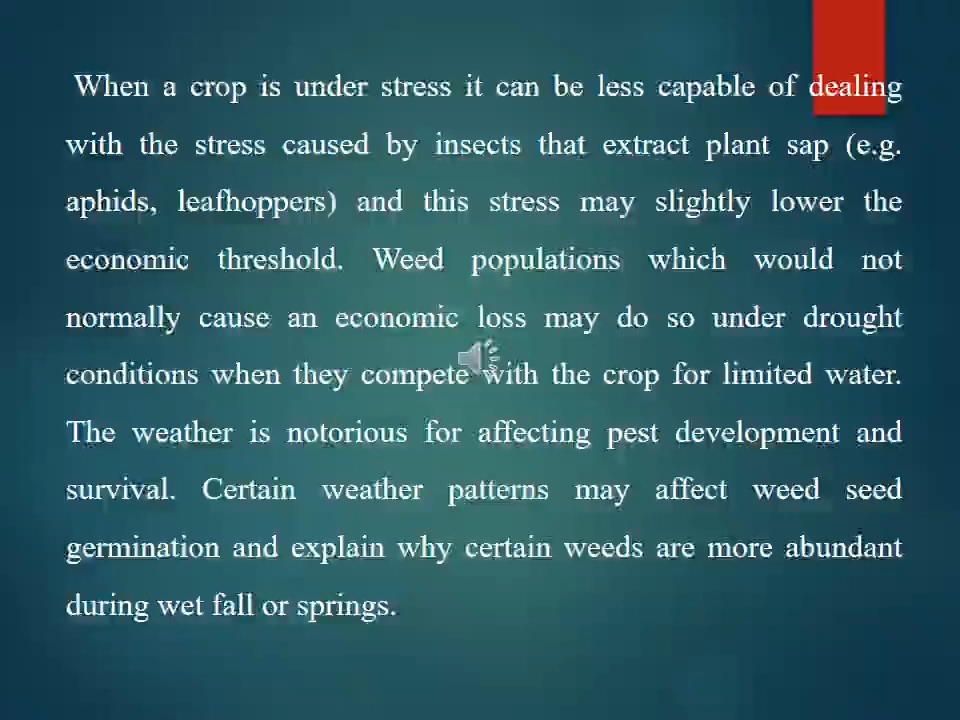 When a crop is under stress it can be less capable of dealing
with the stress caused by insects that extract plant sap (e.g.
aphids, leafhoppers) and this stress may slightly lower the
economic threshold. Weed populations which would not
normally cause an economic loss may do so under drought
conditions when they compete with the crop for limited water.
The weather is notorious for affecting pest development and
survival. Certain weather patterns may affect weed seed
germination and explain why certain weeds are more abundant
during wet fall or springs.